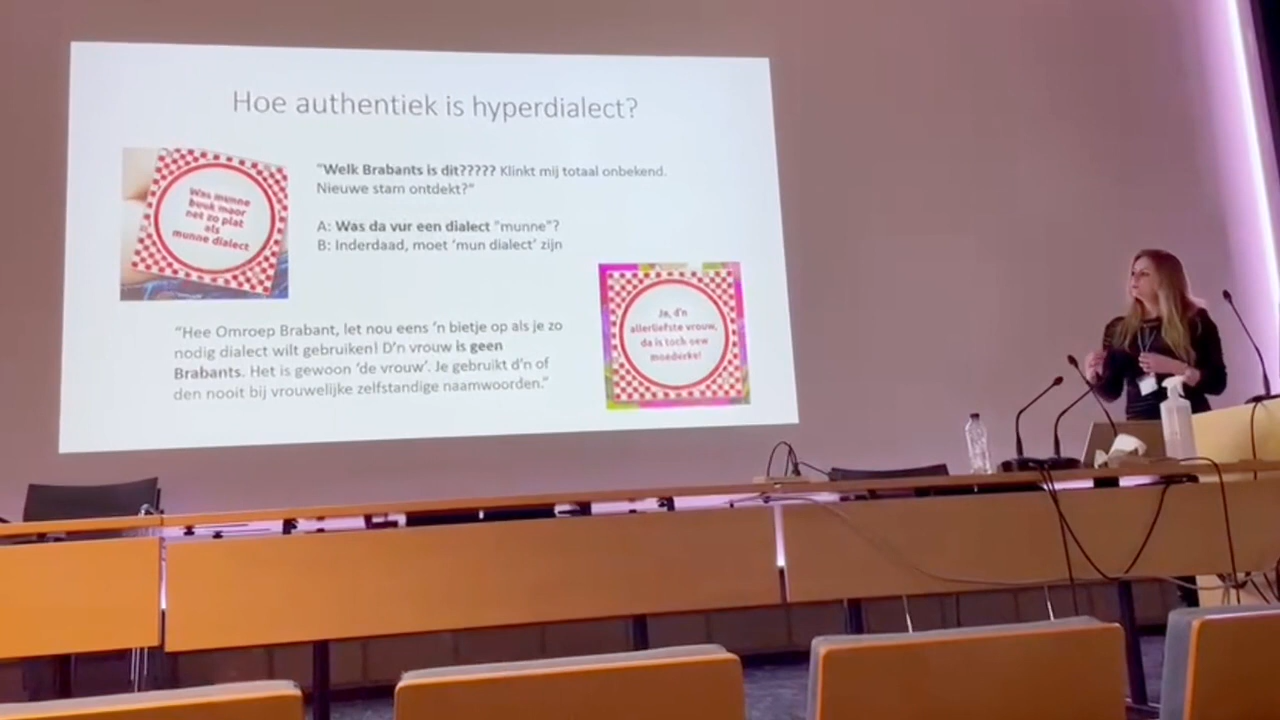 Hoe authentiek is hyperdialect?
Was munne
buuk maar
net zo plat
als
munne dialect
"Welk Brabants is dit????? Klinkt mij totaal onbekend.
Nieuwe stam ontdekt?"
A: Was da vur een dialect "munne"?
B: Inderdaad, moet 'mun dialect' zijn
Ja, d'n
allerliefste vrouw,
da is toch oew
moederke!
"Hee Omroep Brabant, let nou eens 'n bietje op als je zo
nodig dialect wilt gebruiken! D'n vrouw is geen
Brabants. Het is gewoon 'de vrouw'. Je gebruikt d'n of
den nooit bij vrouwelijke zelfstandige naamwoorden."